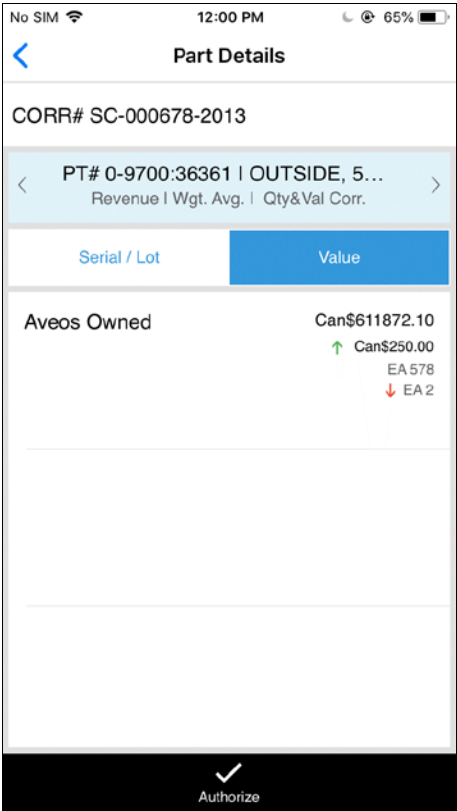 No SIM 12:00 PM 65%
Part Details
CORR# SC-000678-2013
PT# 0-9700:36361 | OUTSIDE, 5...
Revenue | Wgt. Avg. | Qty&Val Corr.
Serial / Lot Value
Aveos Owned Can$611872.10
↑ Can$250.00
EA 578
↓ EA 2
Authorize